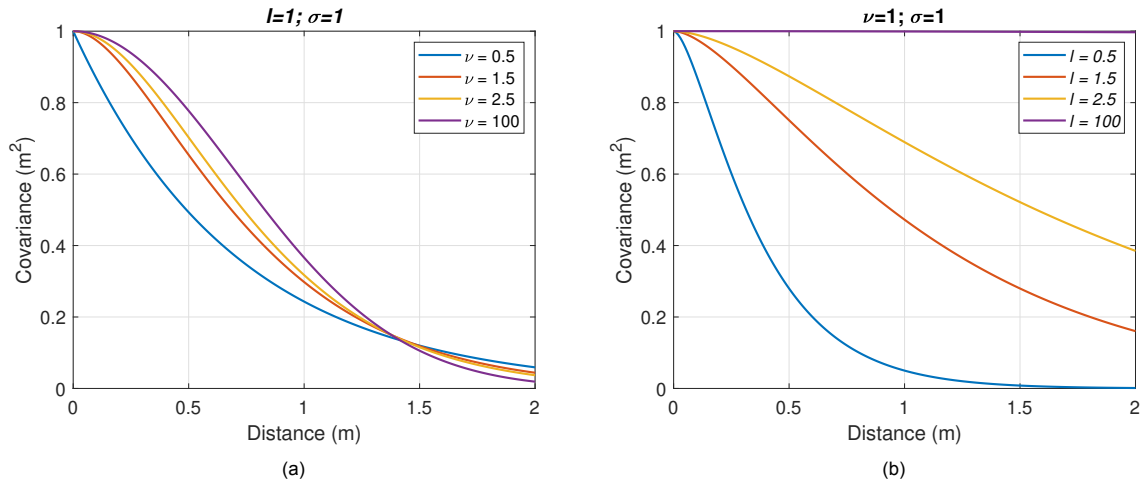 l=1; σ=1
1
0.8
0.6
0.4
0.2
0
Covariance (m²)
0
0.5
1
1.5
2
Distance (m)
ν = 0.5
ν = 1.5
ν = 2.5
ν = 100
(a)
ν=1; σ=1
1
0.8
0.6
0.4
0.2
0
Covariance (m²)
0
0.5
1
1.5
2
Distance (m)
l = 0.5
l = 1.5
l = 2.5
l = 100
(b)